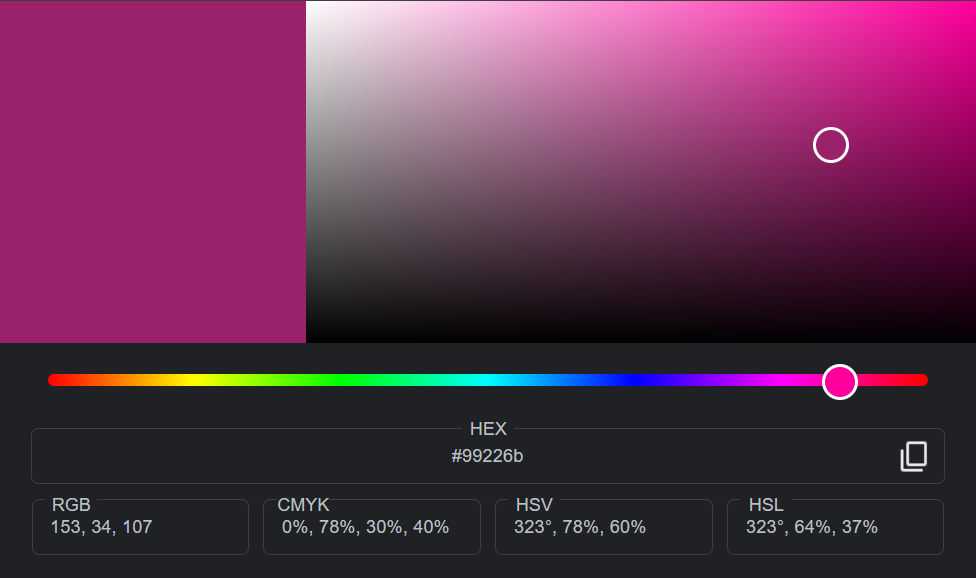 HEX
#99226b
RGB
153, 34, 107
CMYK
0%, 78%, 30%, 40%
HSV
323°, 78%, 60%
HSL
323°, 64%, 37%